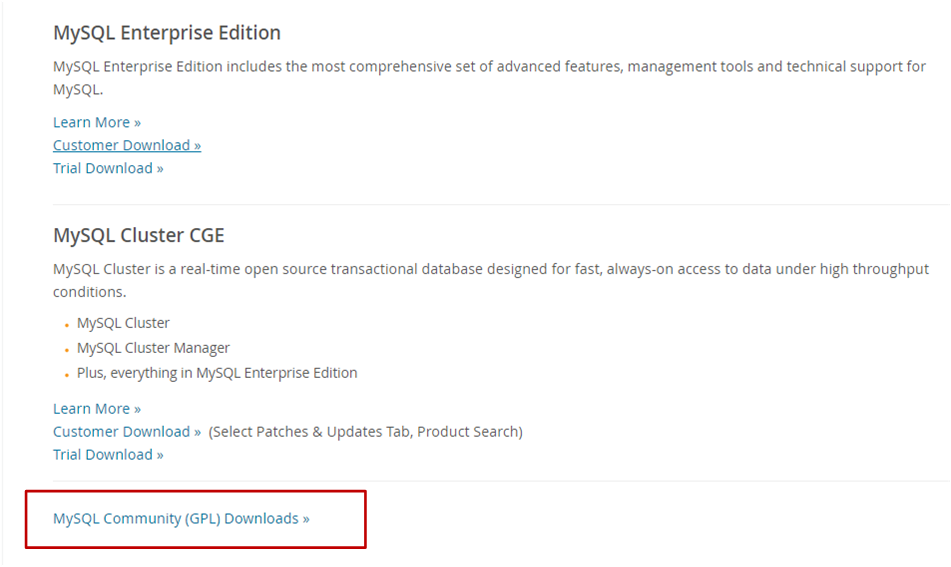 MySQL Enterprise Edition
MySQL Enterprise Edition includes the most comprehensive set of advanced features, management tools and technical support for
MySQL.
Learn More »
Customer Download »
Trial Download »
MySQL Cluster CGE
MySQL Cluster is a real-time open source transactional database designed for fast, always-on access to data under high throughput
conditions.
MySQL Cluster
MySQL Cluster Manager
Plus, everything in MySQL Enterprise Edition
Learn More »
Customer Download » (Select Patches & Updates Tab, Product Search)
Trial Download »
MySQL Community (GPL) Downloads »